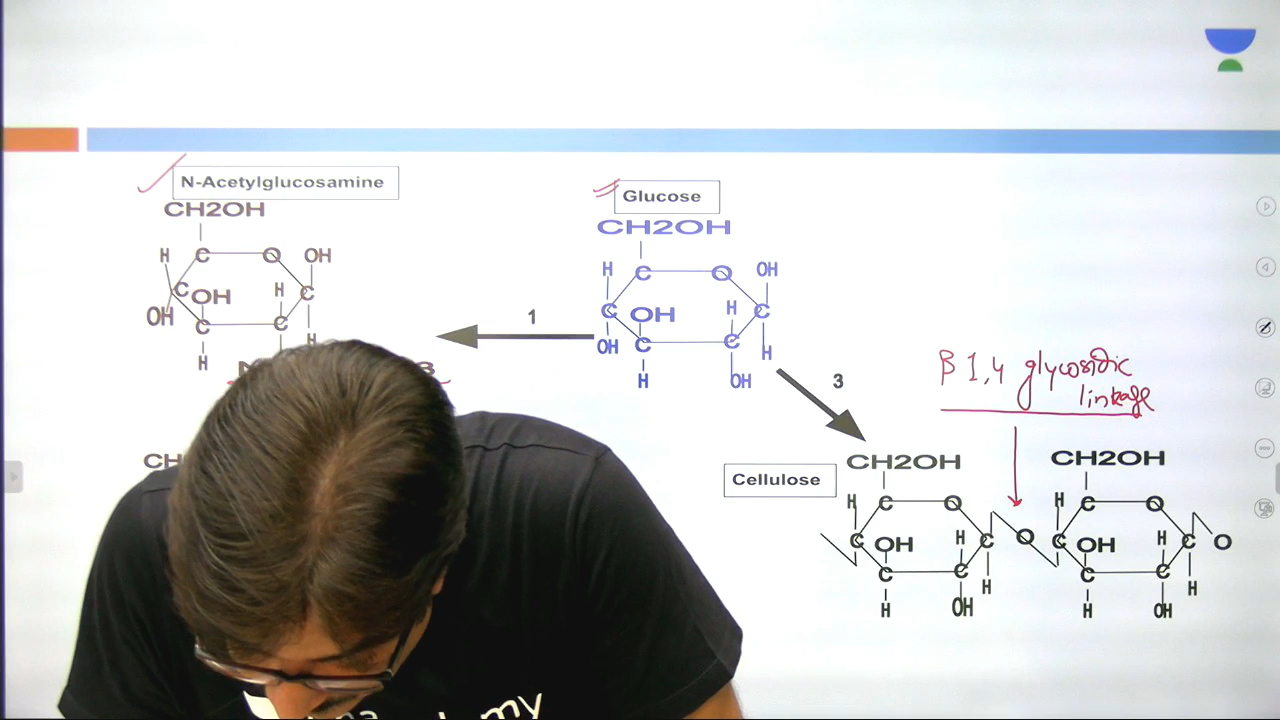 N-Acetylglucosamine
CH2OH
H C O OH
C OH H C
OH C C
H H
Glucose
CH2OH
H C O OH
C OH H C
OH C C H
H OH
1
3
β 1,4 glycosidic
linkage
Cellulose
CH2OH
H C O
C OH H C O
C C H
H OH
CH2OH
H C O
C OH H C O
C C H
H OH